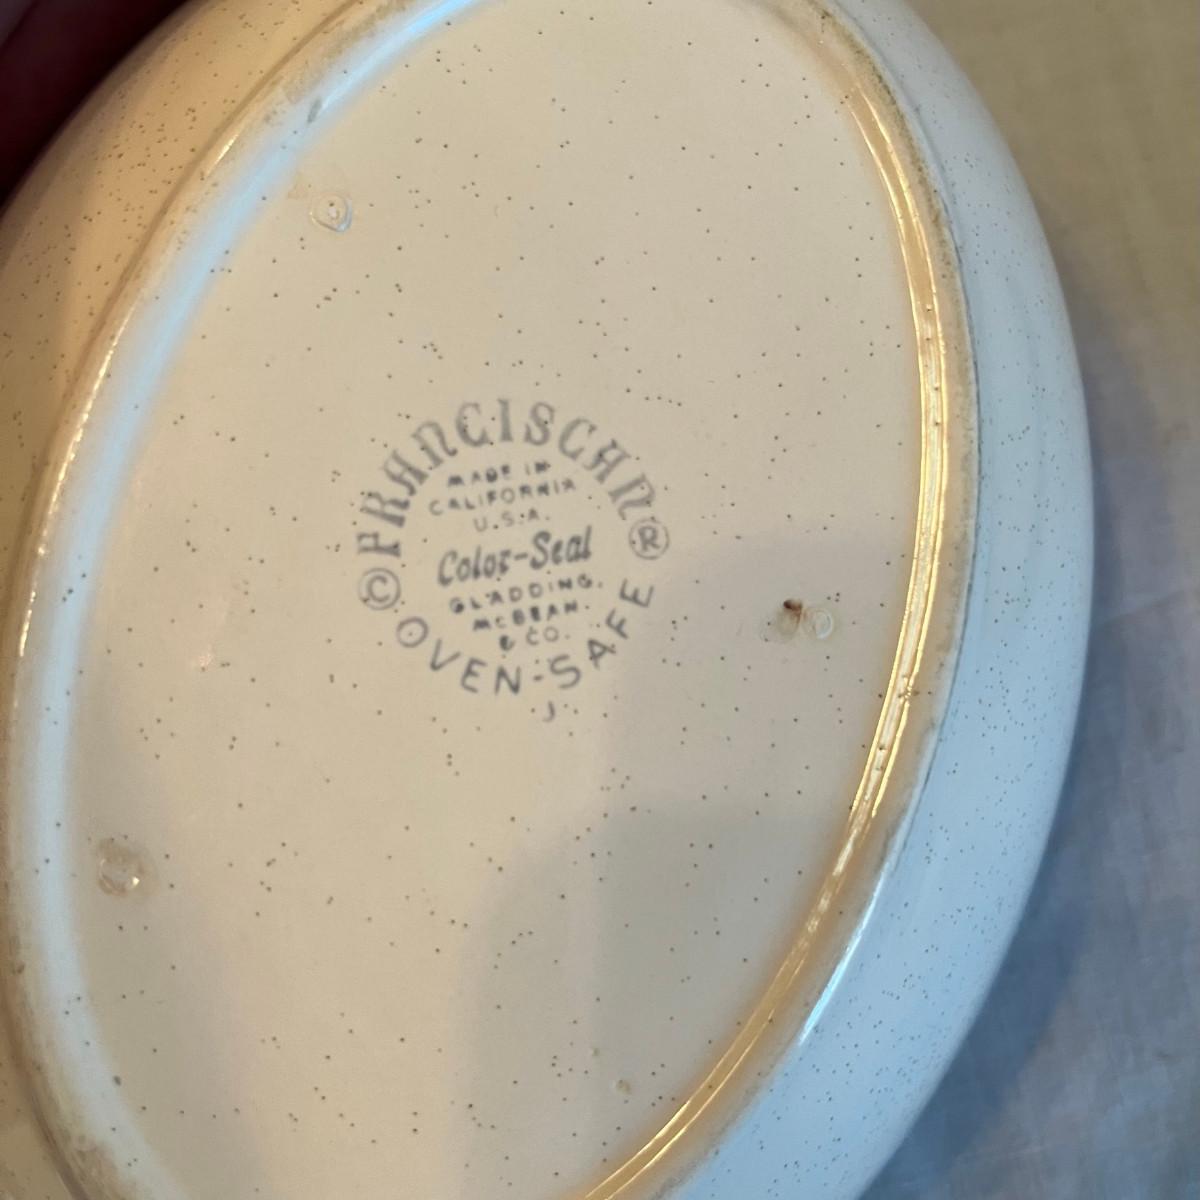 FRANCISCAN ®
MADE IN
CALIFORNIA
U.S.A.
Color-Seal
GLADDING,
McBEAN
& CO.
© OVEN-SAFE
J